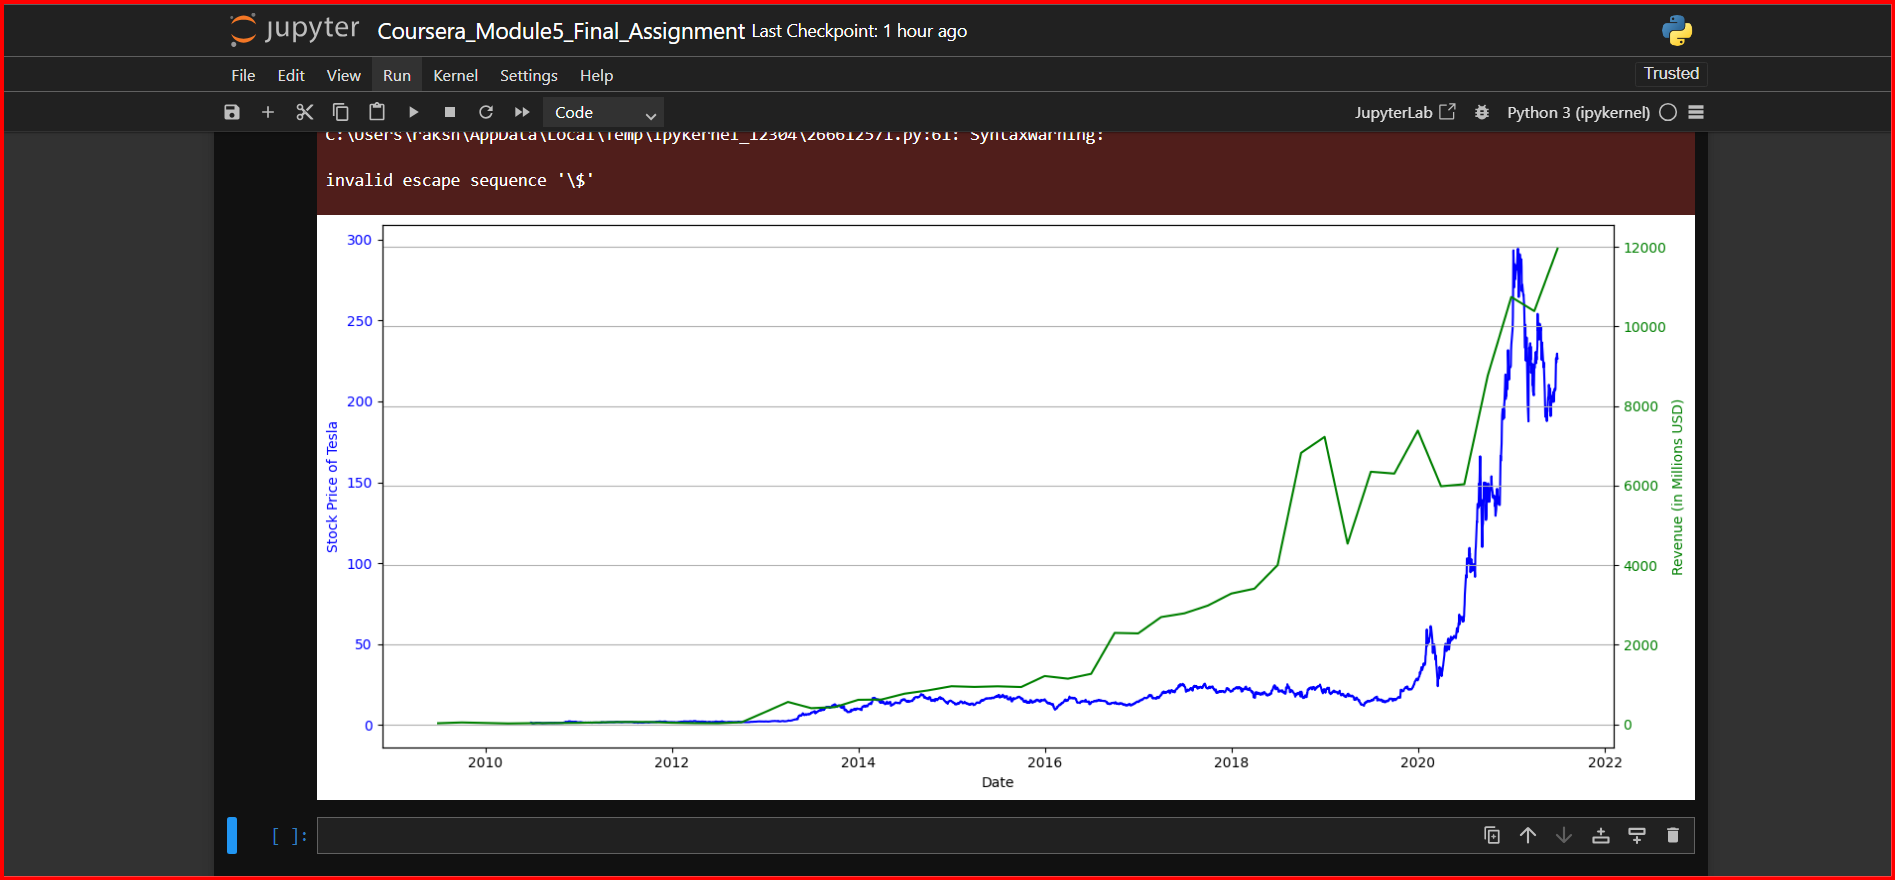 jupyter Coursera_Module5_Final_Assignment Last Checkpoint: 1 hour ago
File Edit View Run Kernel Settings Help Trusted
Code JupyterLab Python 3 (ipykernel)
C:\Users\raksh\AppData\Local\Temp\ipykernel_12304\266612571.py:61: SyntaxWarning:
invalid escape sequence '\$'
300
250
200
150
100
50
0
Stock Price of Tesla
12000
10000
8000
6000
4000
2000
0
Revenue (in Millions USD)
2010 2012 2014 2016 2018 2020 2022
Date
[ ]: